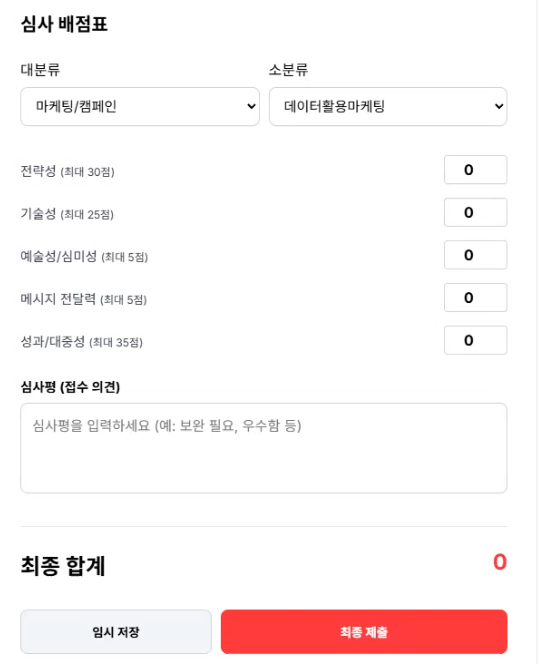 심사 배점표
대분류 소분류
마케팅/캠페인 데이터활용마케팅
전략성 (최대 30점) 0
기술성 (최대 25점) 0
예술성/심미성 (최대 5점) 0
메시지 전달력 (최대 5점) 0
성과/대중성 (최대 35점) 0
심사평 (접수 의견)
심사평을 입력하세요 (예: 보완 필요, 우수함 등)
최종 합계 0
임시 저장 최종 제출